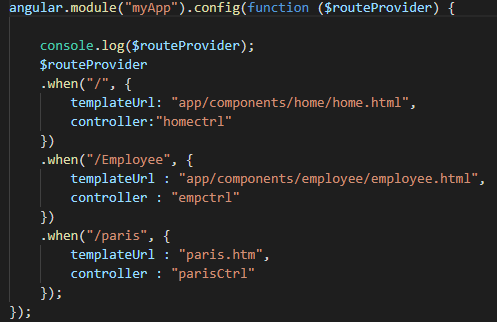 angular.module("myApp").config(function ($routeProvider) {
console.log($routeProvider);
$routeProvider
.when("/", {
templateUrl: "app/components/home/home.html",
controller:"homectrl"
})
.when("/Employee", {
templateUrl : "app/components/employee/employee.html",
controller : "empctrl"
})
.when("/paris", {
templateUrl : "paris.htm",
controller : "parisCtrl"
});
});